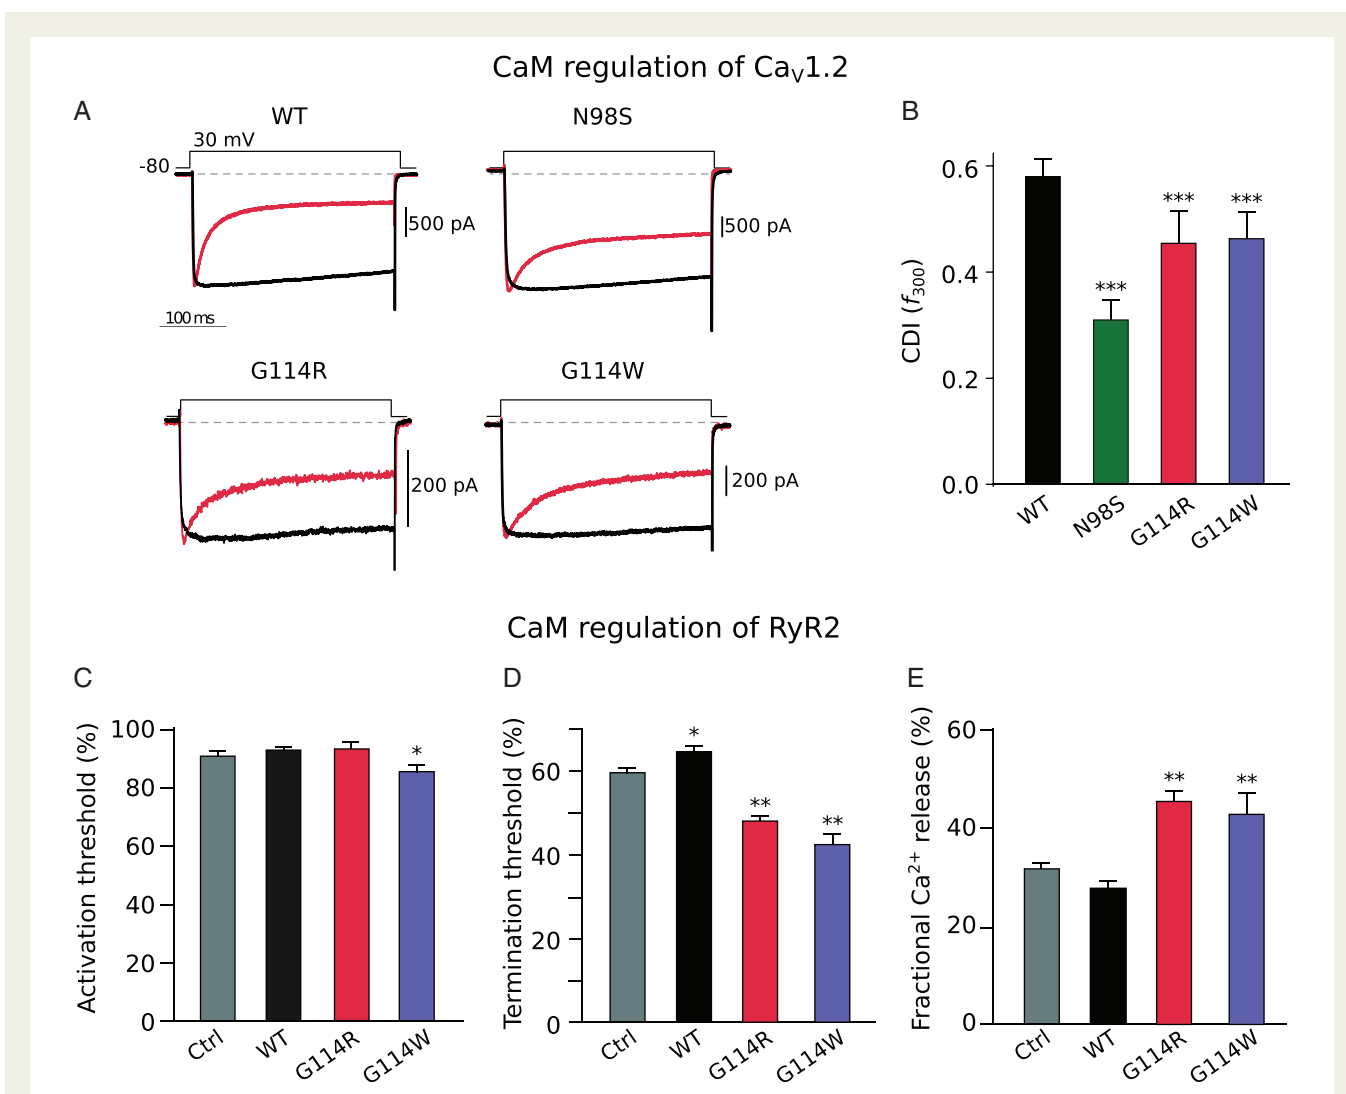 CaM regulation of CaV1.2
A
WT
N98S
30 mV
-80
500 pA
500 pA
100 ms
G114R
G114W
200 pA
200 pA
B
CDI (f300)
0.6
0.4
0.2
0.0
***
***
***
WT
N98S
G114R
G114W
CaM regulation of RyR2
C
Activation threshold (%)
100
80
60
40
20
0
*
Ctrl
WT
G114R
G114W
D
Termination threshold (%)
60
40
20
0
*
**
**
Ctrl
WT
G114R
G114W
E
Fractional Ca2+ release (%)
60
40
20
0
**
**
Ctrl
WT
G114R
G114W